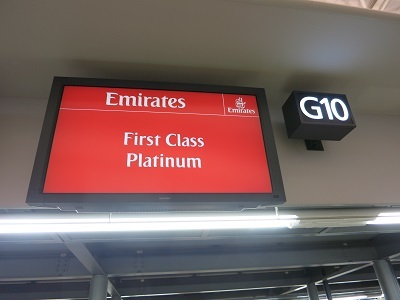 Emirates
Emirates
First Class
Platinum
G10